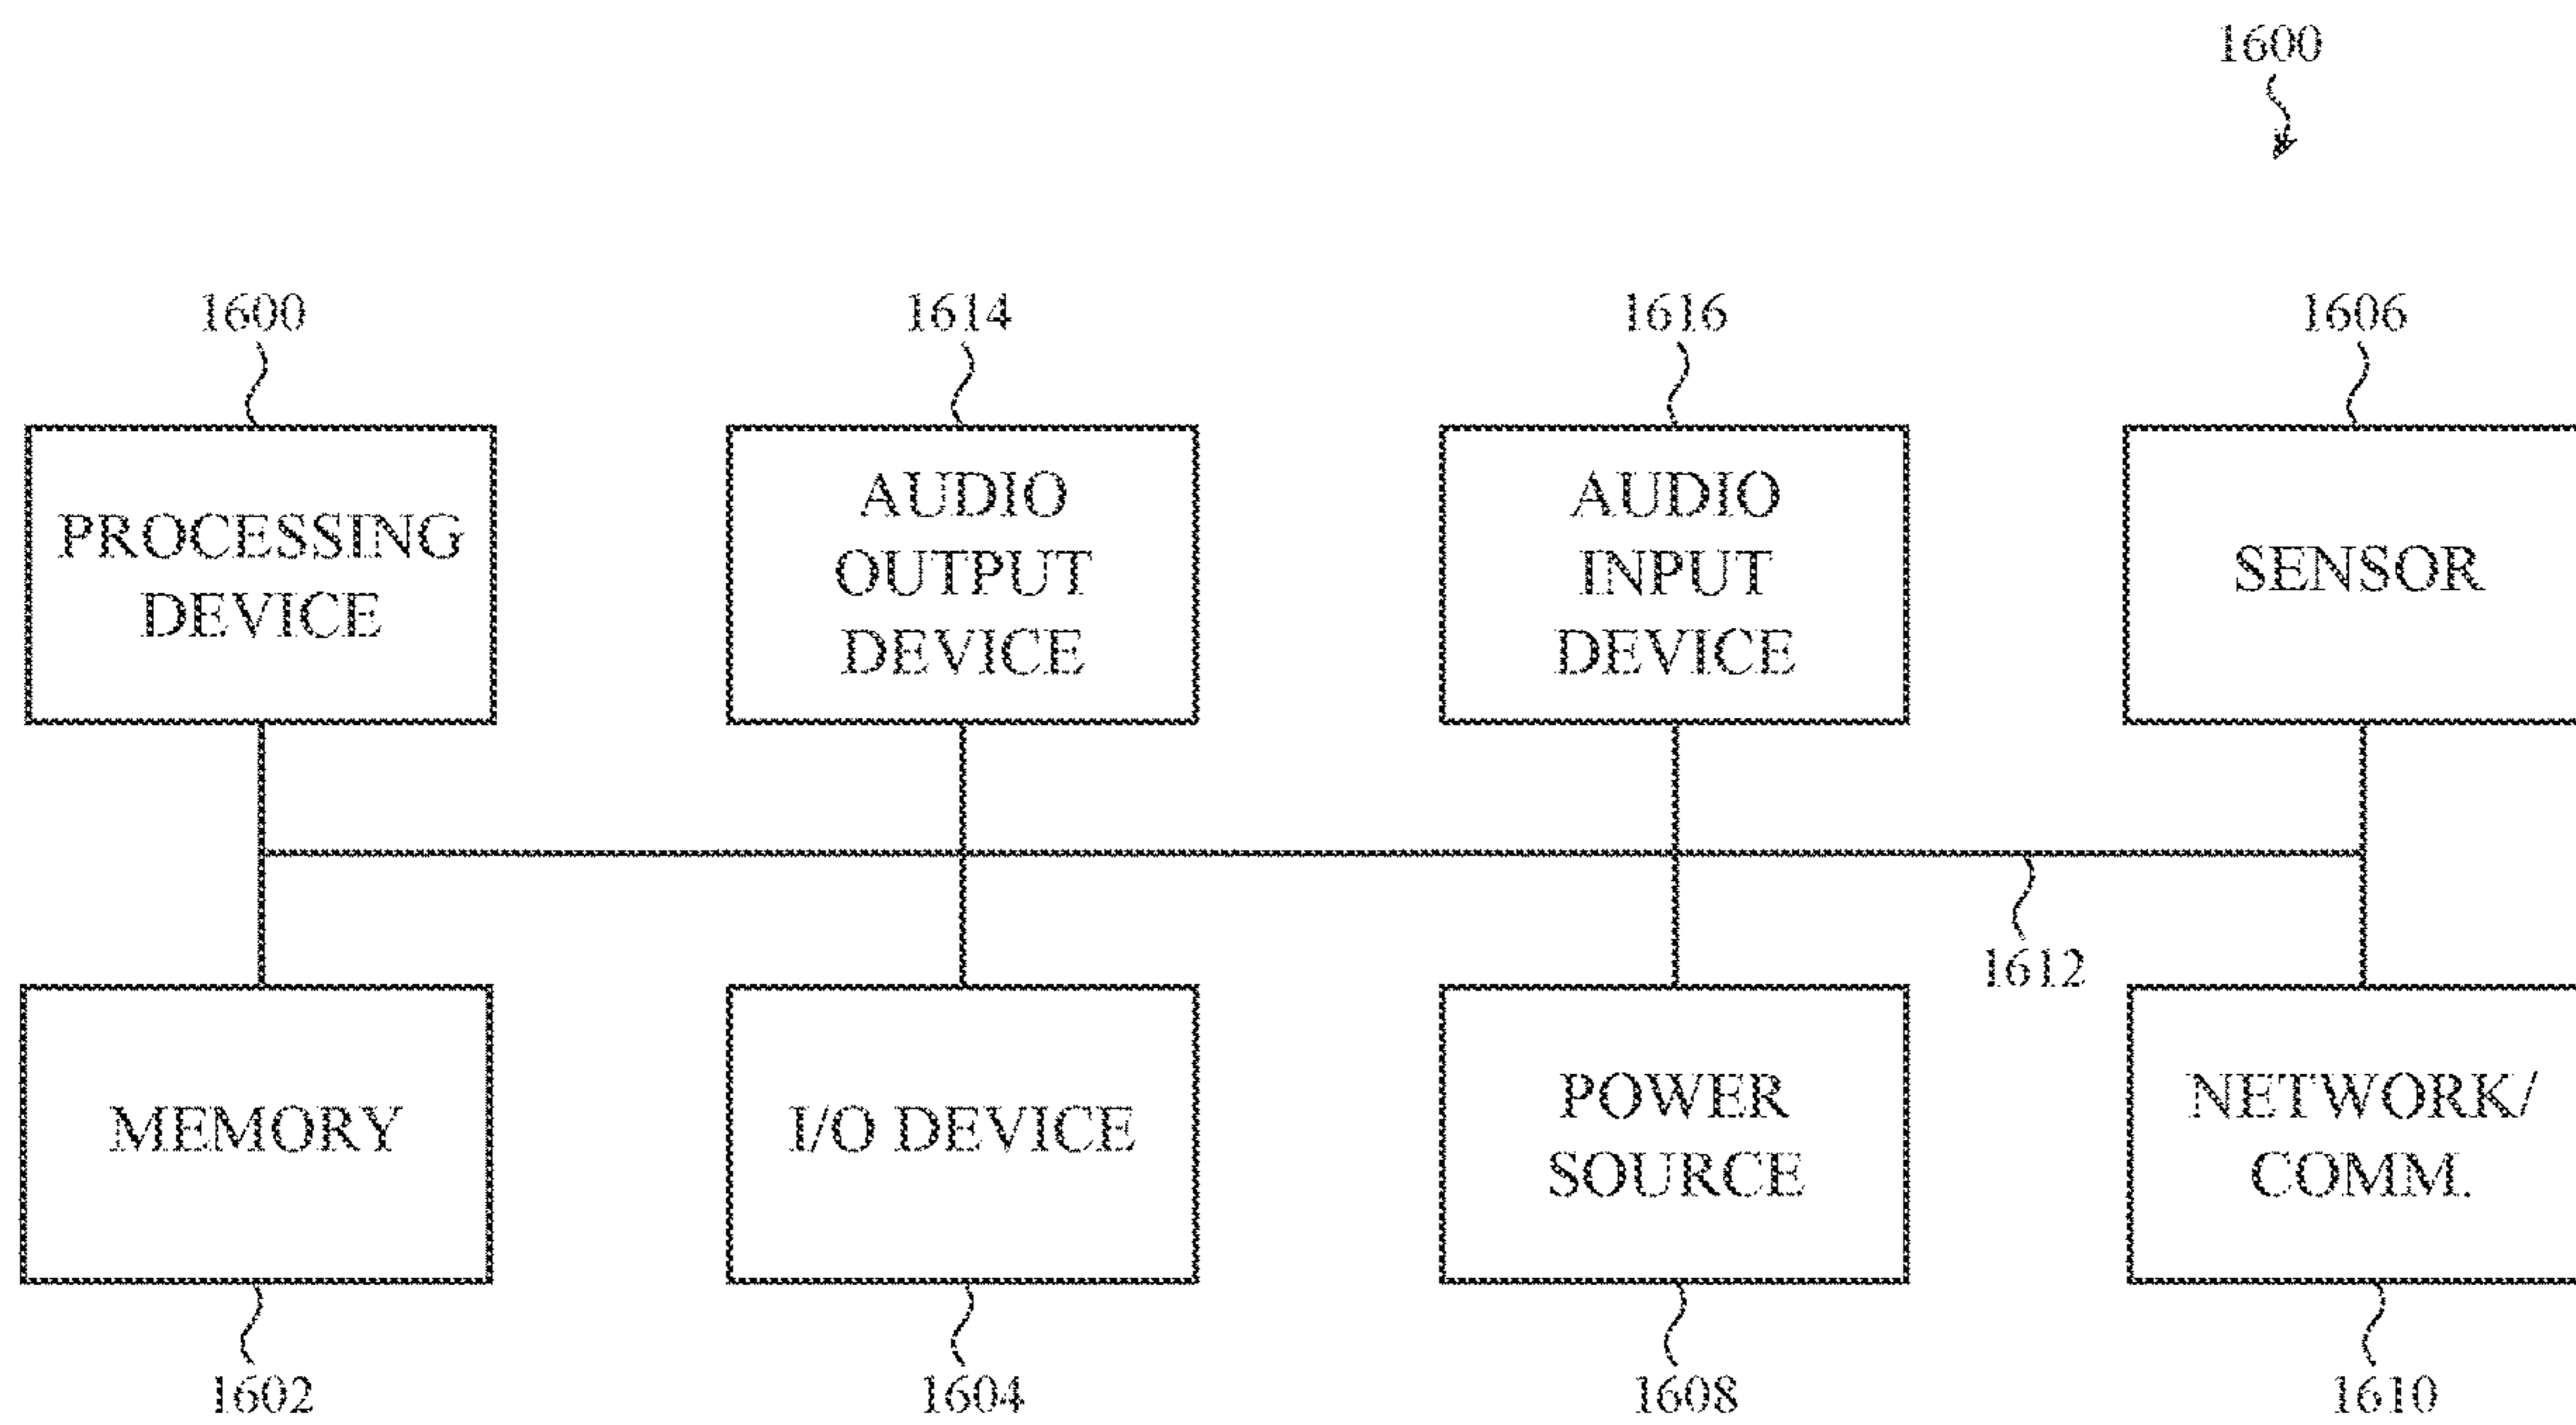 1600
1600
1614
1616
1606
PROCESSING
DEVICE
AUDIO
OUTPUT
DEVICE
AUDIO
INPUT
DEVICE
SENSOR
1612
MEMORY
I/O DEVICE
POWER
SOURCE
NETWORK/
COMM.
1602
1604
1608
1610